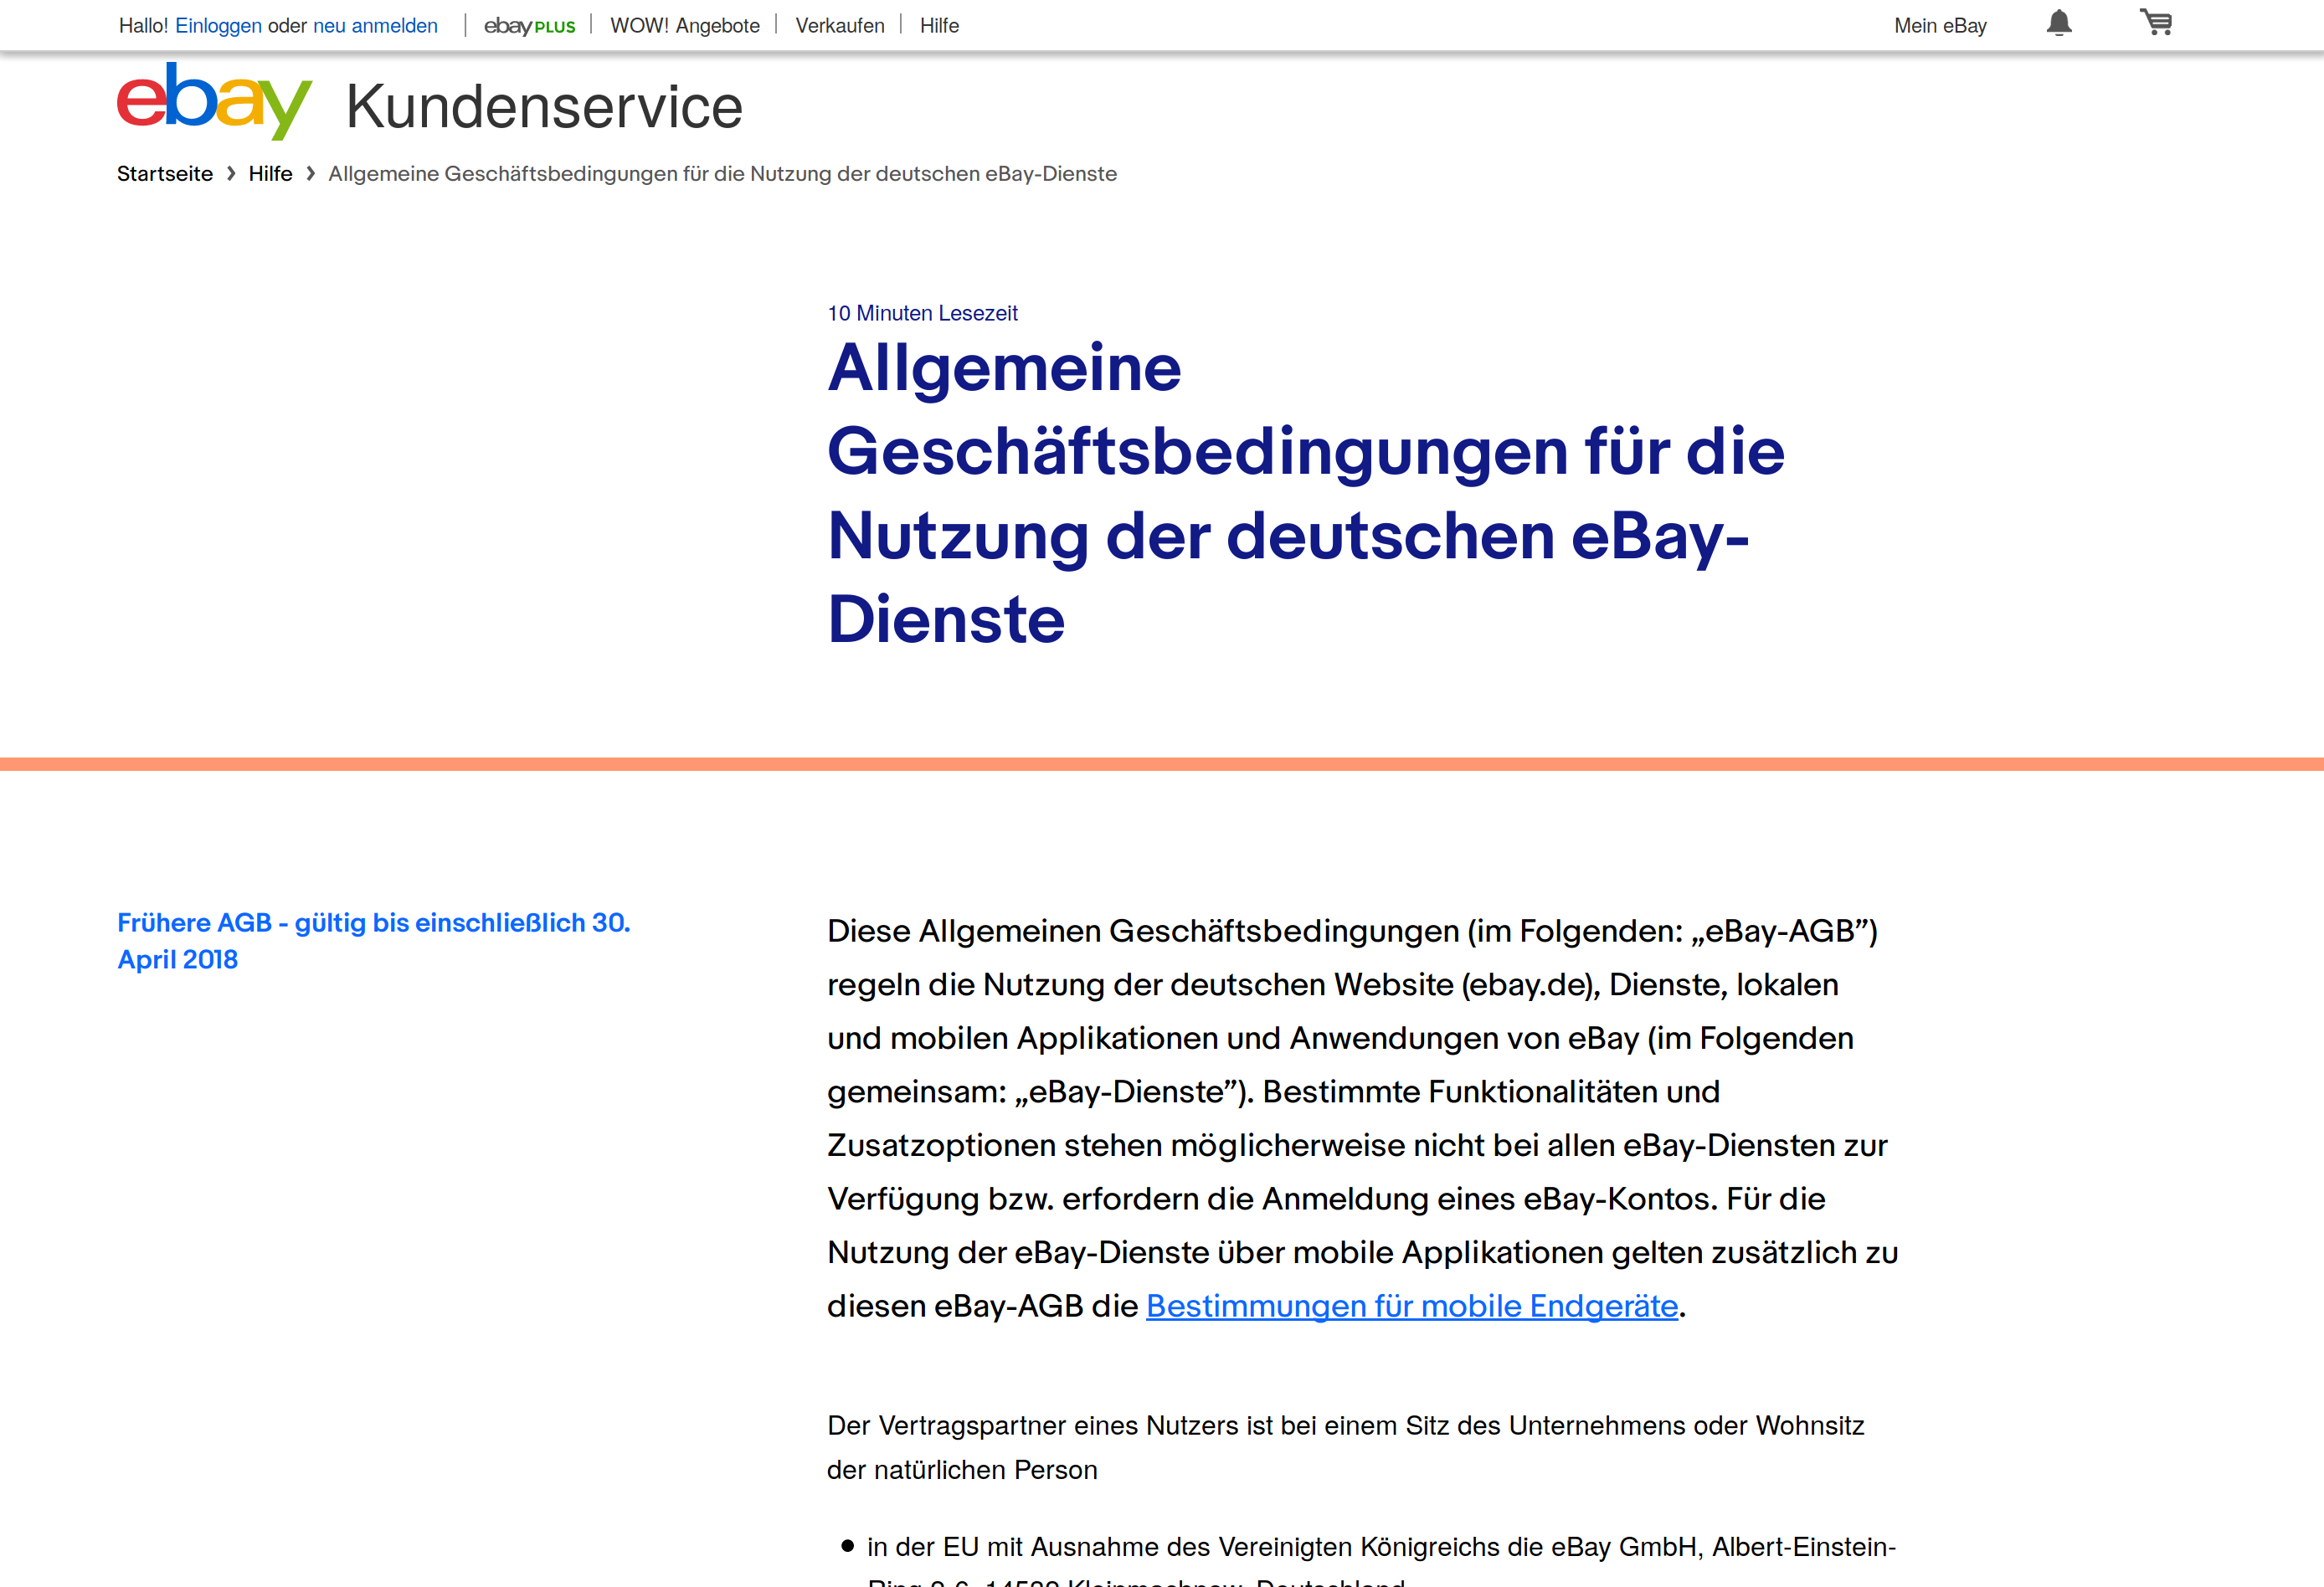 Hallo! Einloggen oder neu anmelden
ebay PLUS
WOW! Angebote
Verkaufen
Hilfe
Mein eBay
ebay Kundenservice
Startseite > Hilfe > Allgemeine Geschäftsbedingungen für die Nutzung der deutschen eBay-Dienste
10 Minuten Lesezeit
Allgemeine
Geschäftsbedingungen für die
Nutzung der deutschen eBay-
Dienste
Frühere AGB - gültig bis einschließlich 30.
April 2018
Diese Allgemeinen Geschäftsbedingungen (im Folgenden: „eBay-AGB”)
regeln die Nutzung der deutschen Website (ebay.de), Dienste, lokalen
und mobilen Applikationen und Anwendungen von eBay (im Folgenden
gemeinsam: „eBay-Dienste”). Bestimmte Funktionalitäten und
Zusatzoptionen stehen möglicherweise nicht bei allen eBay-Diensten zur
Verfügung bzw. erfordern die Anmeldung eines eBay-Kontos. Für die
Nutzung der eBay-Dienste über mobile Applikationen gelten zusätzlich zu
diesen eBay-AGB die Bestimmungen für mobile Endgeräte.
Der Vertragspartner eines Nutzers ist bei einem Sitz des Unternehmens oder Wohnsitz
der natürlichen Person
in der EU mit Ausnahme des Vereinigten Königreichs die eBay GmbH, Albert-Einstein-
Kleinmachnow, Deutschland